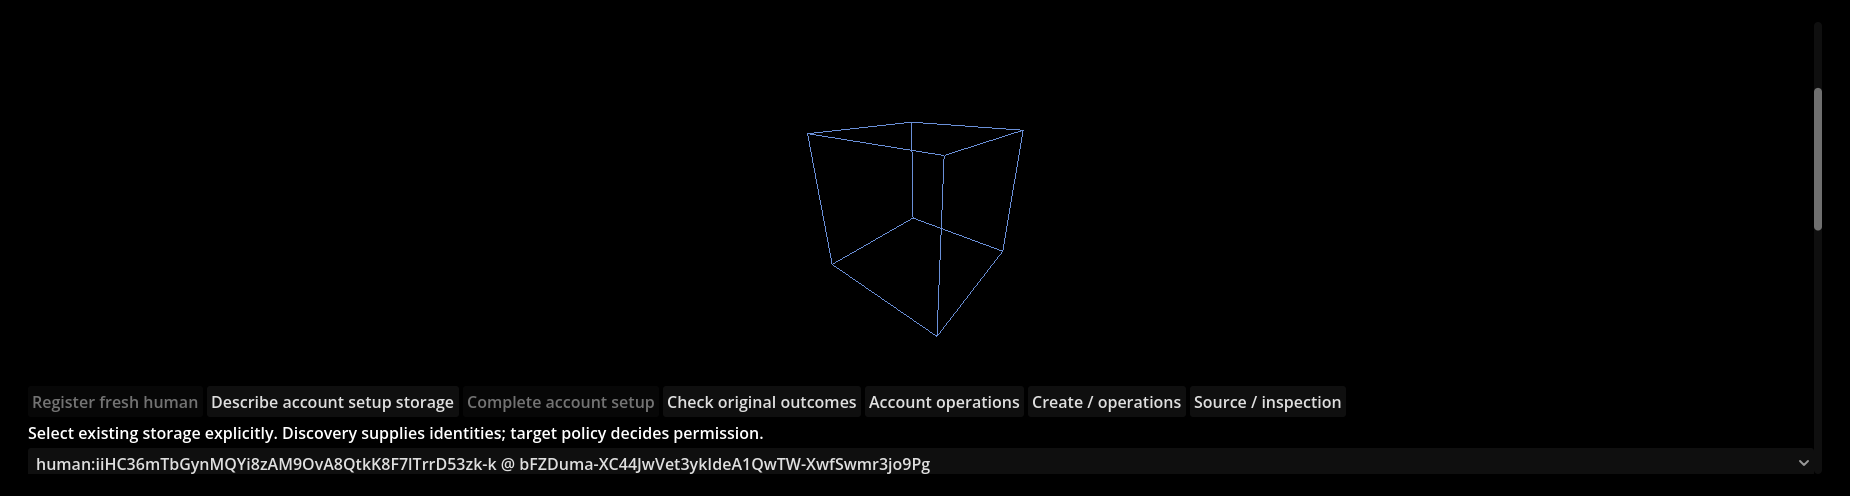 Register fresh human Describe account setup storage Complete account setup Check original outcomes Account operations Create / operations Source / inspection
Select existing storage explicitly. Discovery supplies identities; target policy decides permission.
human:iiHC36mTbGynMQYi8zAM9OvA8QtkK8F7ITrrD53zk-k @ bFZDuma-XC44JwVet3ykIdeA1QwTW-XwfSwmr3jo9Pg